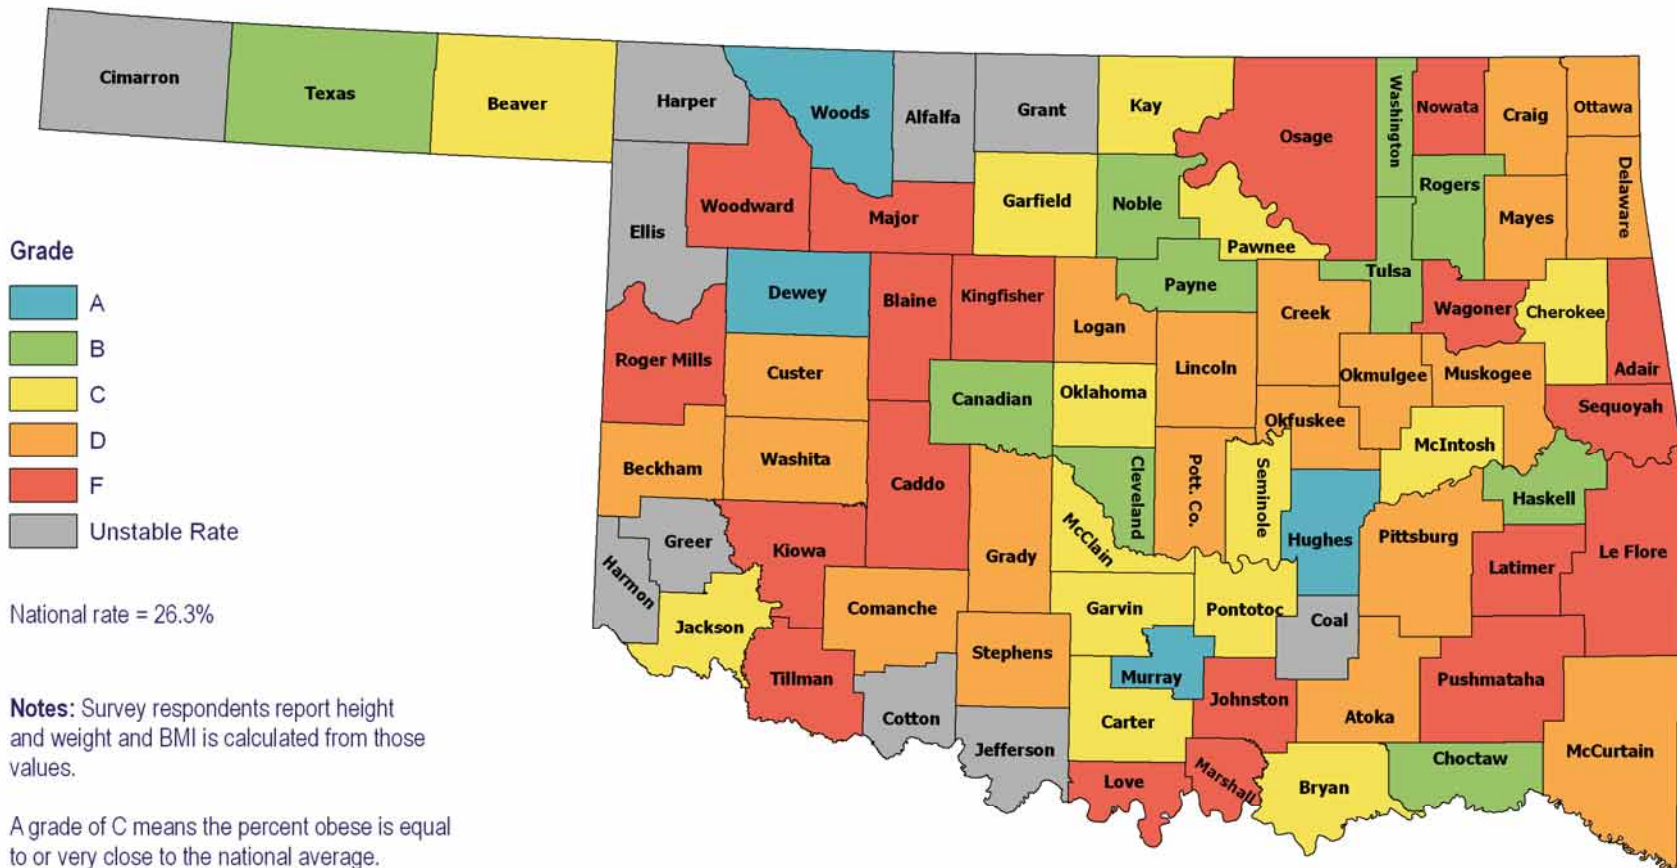 Cimarron
Texas
Beaver
Harper
Woods
Alfalfa
Grant
Kay
Osage
Washington
Nowata
Craig
Ottawa
Delaware
Rogers
Mayes
Ellis
Woodward
Major
Garfield
Noble
Pawnee
Tulsa
Payne
Creek
Wagoner
Cherokee
Adair
Dewey
Blaine
Kingfisher
Logan
Lincoln
Okmulgee
Muskogee
Sequoyah
Roger Mills
Custer
Canadian
Oklahoma
Okfuskee
McIntosh
Haskell
Beckham
Washita
Caddo
Cleveland
Pott. Co.
Seminole
Hughes
Pittsburg
Le Flore
Latimer
Greer
Harmon
Kiowa
Grady
McClain
Jackson
Comanche
Garvin
Pontotoc
Coal
Stephens
Murray
Tillman
Cotton
Jefferson
Carter
Johnston
Atoka
Pushmataha
McCurtain
Love
Marshall
Bryan
Choctaw
Grade
A
B
C
D
F
Unstable Rate
National rate = 26.3%
Notes: Survey respondents report height
and weight and BMI is calculated from those
values.
A grade of C means the percent obese is equal
to or very close to the national average.